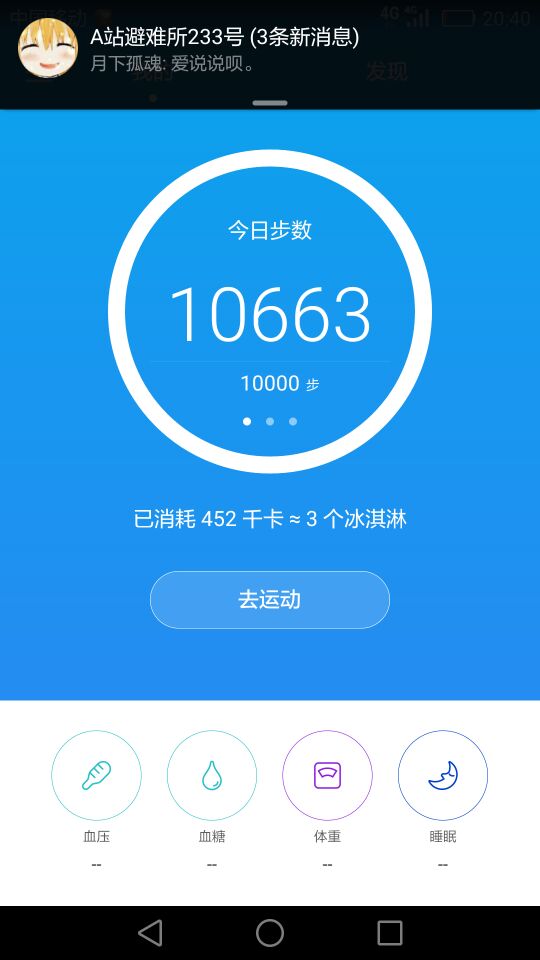 中国移动
4G 4G 20:40
A站避难所233号 (3条新消息)
月下孤魂: 爱说说呗。
我的 发现
今日步数
10663
10000 步
已消耗 452 千卡 ≈ 3 个冰淇淋
去运动
血压 血糖 体重 睡眠
-- -- -- --